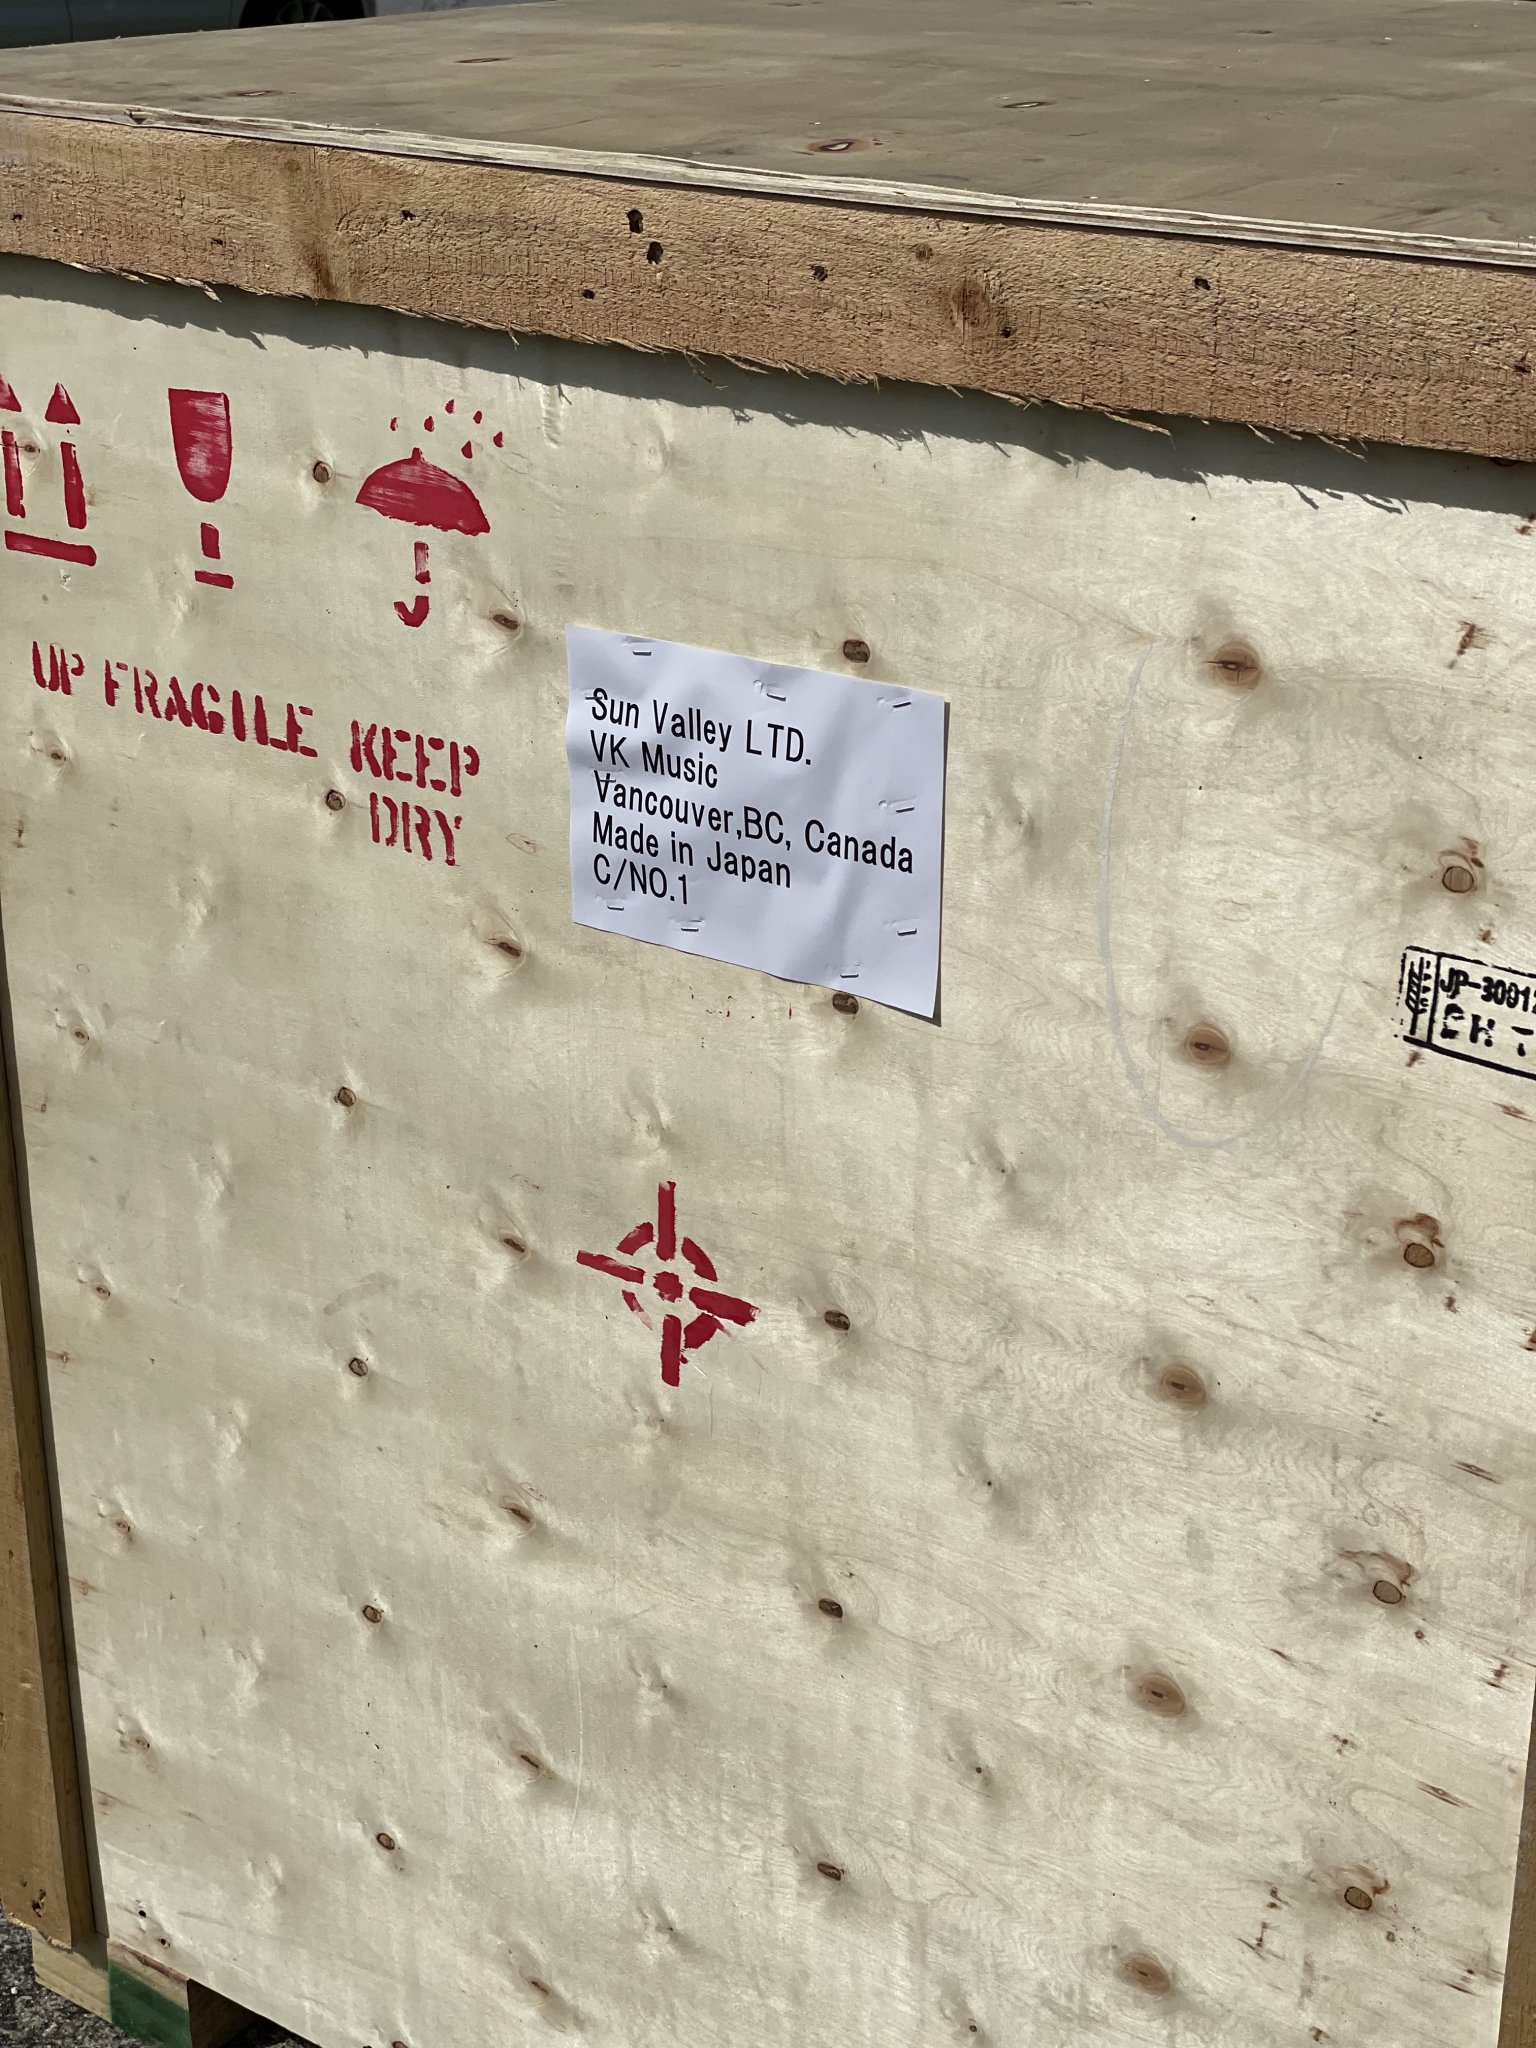 UP FRAGILE KEEP
DRY
Sun Valley LTD.
VK Music
Vancouver,BC, Canada
Made in Japan
C/NO.1